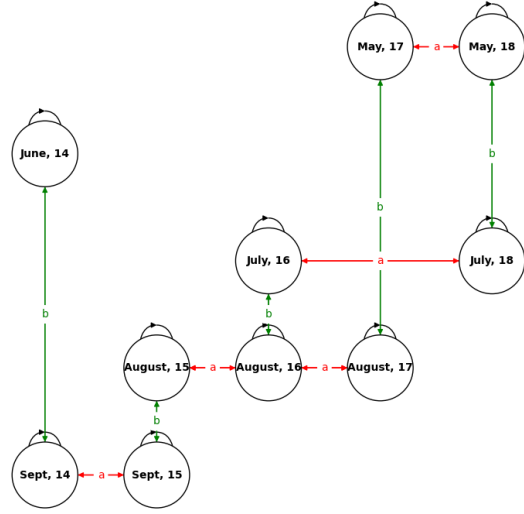 May, 17
a
May, 18
June, 14
b
b
July, 16
a
July, 18
b
b
August, 15
a
August, 16
a
August, 17
b
Sept, 14
a
Sept, 15